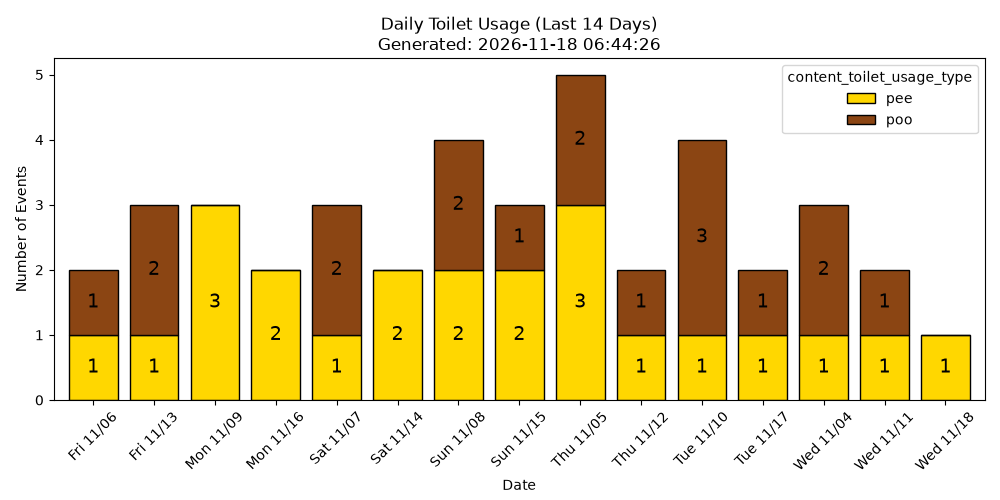 Daily Toilet Usage (Last 14 Days)
Generated: 2026-11-18 06:44:26
content_toilet_usage_type
pee
poo
Number of Events
5
4
3
2
1
0
1 2 2 2 2 1 2 1 3 1 2 1
1 1 3 2 1 2 2 2 3 1 1 1 1 1 1
Fri 11/06 Fri 11/13 Mon 11/09 Mon 11/16 Sat 11/07 Sat 11/14 Sun 11/08 Sun 11/15 Thu 11/05 Thu 11/12 Tue 11/10 Tue 11/17 Wed 11/04 Wed 11/11 Wed 11/18
Date